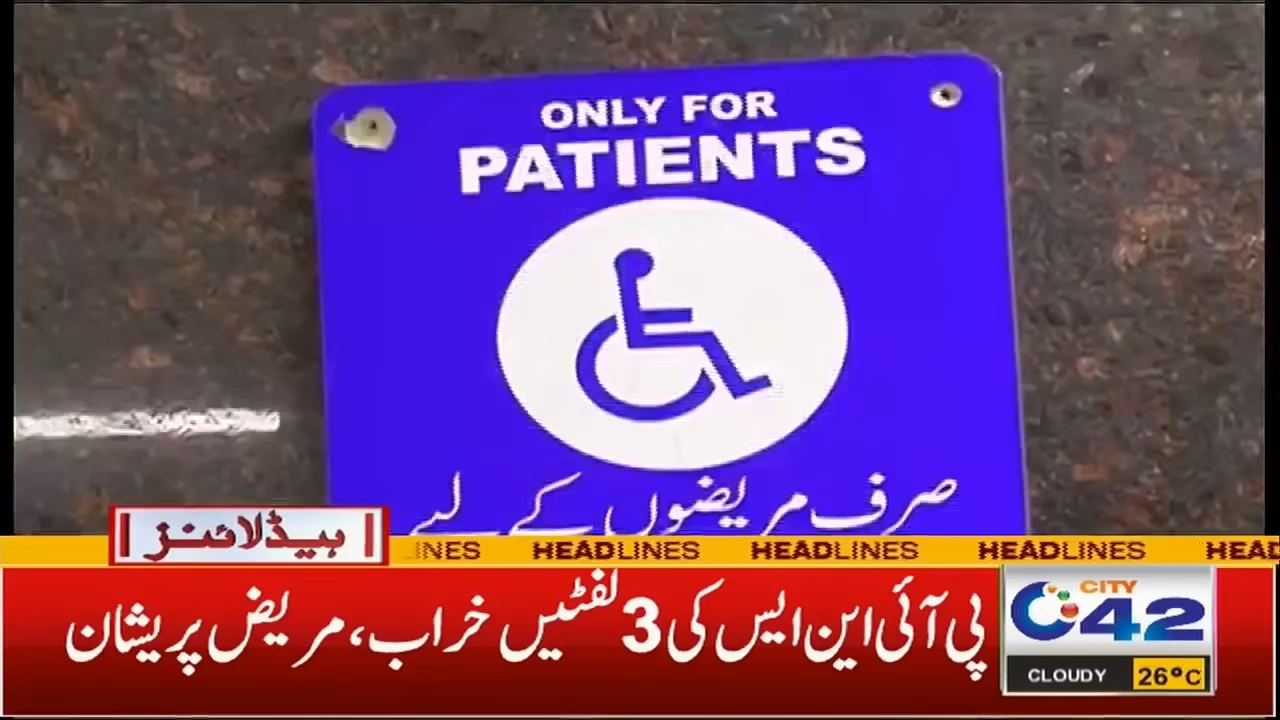 ONLY FOR
PATIENTS
صرف مریضوں کے لیے
ہیڈلائنز
INES HEADLINES HEADLINES HEADLINES HEAD
پی آئی این ایس کی 3 لفٹیں خراب، مریض پریشان
CITY
42
CLOUDY 26°C